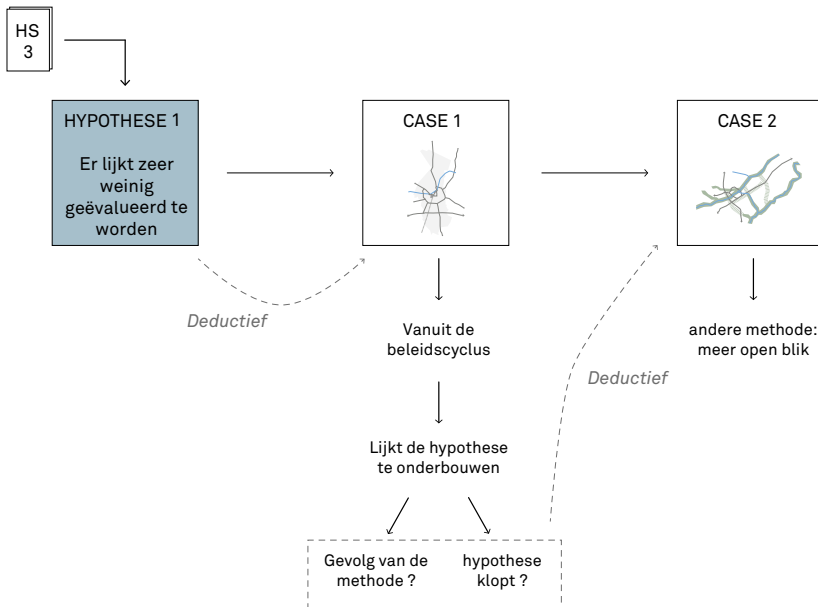 HS
3
HYPOTHESE 1
Er lijkt zeer
weinig
geëvalueerd te
worden
CASE 1
CASE 2
Deductief
Vanuit de
beleidscyclus
andere methode:
meer open blik
Deductief
Lijkt de hypothese
te onderbouwen
Gevolg van de
methode ?
hypothese
klopt ?